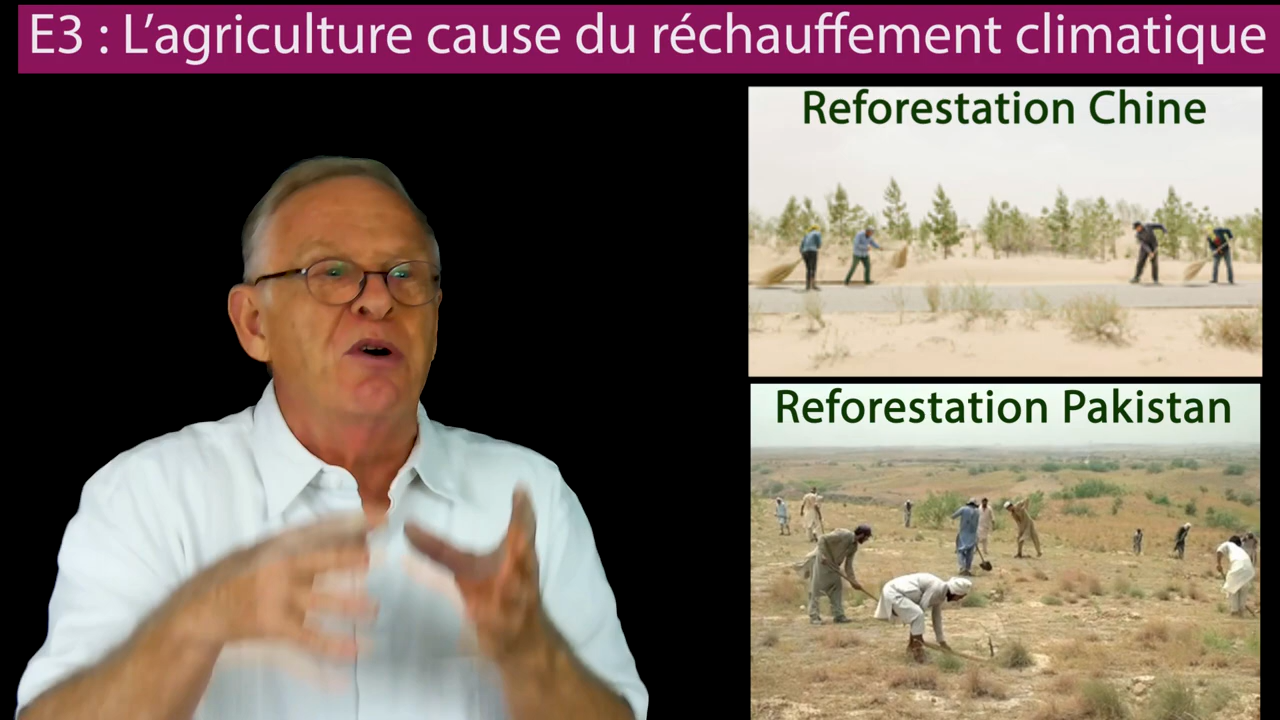 E3 : L’agriculture cause du réchauffement climatique
Reforestation Chine
Reforestation Pakistan